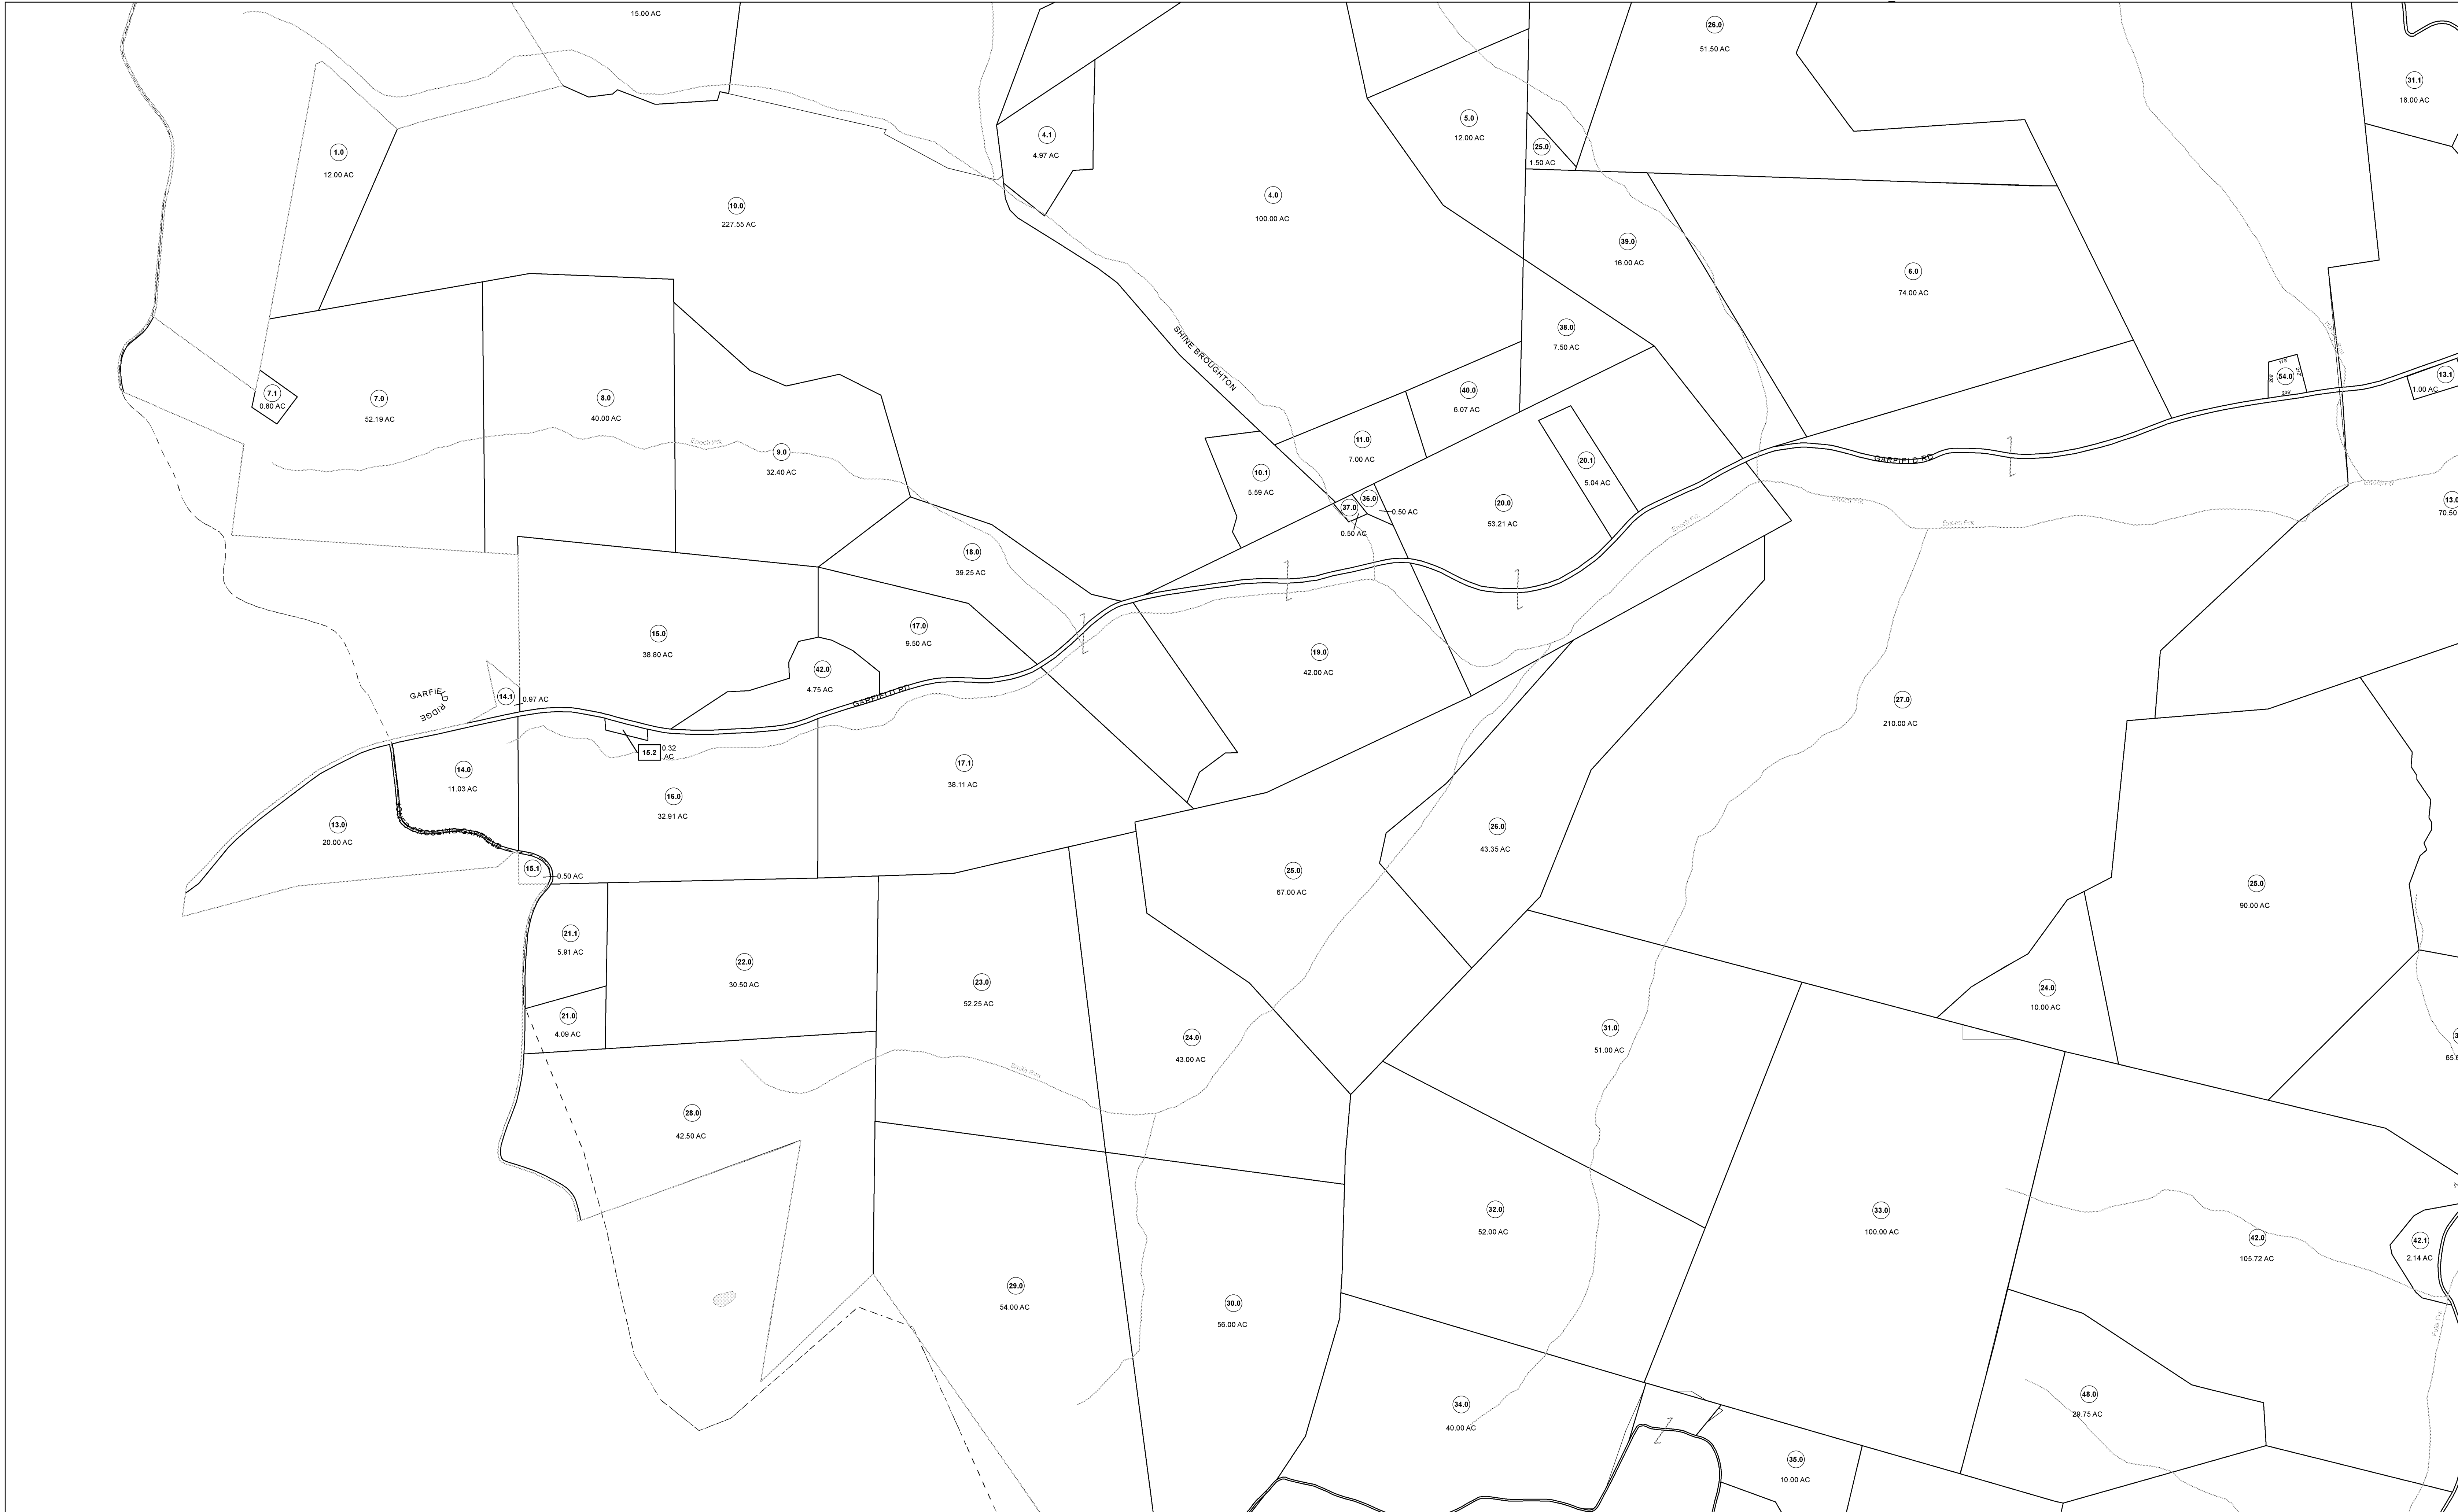 15.00 AC
26.0
51.50 AC
31.1
18.00 AC
1.0
12.00 AC
4.1
4.97 AC
5.0
12.00 AC
25.0
1.50 AC
10.0
227.55 AC
4.0
100.00 AC
39.0
16.00 AC
6.0
74.00 AC
SHINE BROUGHTON
38.0
7.50 AC
54.0
13.1
1.00 AC
7.1
0.80 AC
7.0
52.19 AC
8.0
40.00 AC
40.0
6.07 AC
Enoch Frk
9.0
32.40 AC
11.0
7.00 AC
10.1
5.59 AC
20.1
5.04 AC
GARFIELD RD
37.0
36.0
0.50 AC
0.50 AC
20.0
53.21 AC
Enoch Frk
Enoch Frk
Enoch Frk
13.0
70.50
18.0
39.25 AC
15.0
38.80 AC
17.0
9.50 AC
42.0
4.75 AC
GARFIELD RD
19.0
42.00 AC
GARFIELD
RIDGE
14.1
0.97 AC
27.0
210.00 AC
15.2
0.32
AC
14.0
11.03 AC
16.0
32.91 AC
17.1
38.11 AC
13.0
20.00 AC
26.0
43.35 AC
15.1
0.50 AC
25.0
67.00 AC
25.0
90.00 AC
21.1
5.91 AC
22.0
30.50 AC
23.0
52.25 AC
24.0
10.00 AC
21.0
4.09 AC
24.0
43.00 AC
31.0
51.00 AC
28.0
42.50 AC
32.0
52.00 AC
33.0
100.00 AC
42.0
105.72 AC
42.1
2.14 AC
29.0
54.00 AC
30.0
56.00 AC
Falls Frk
34.0
40.00 AC
48.0
29.75 AC
35.0
10.00 AC